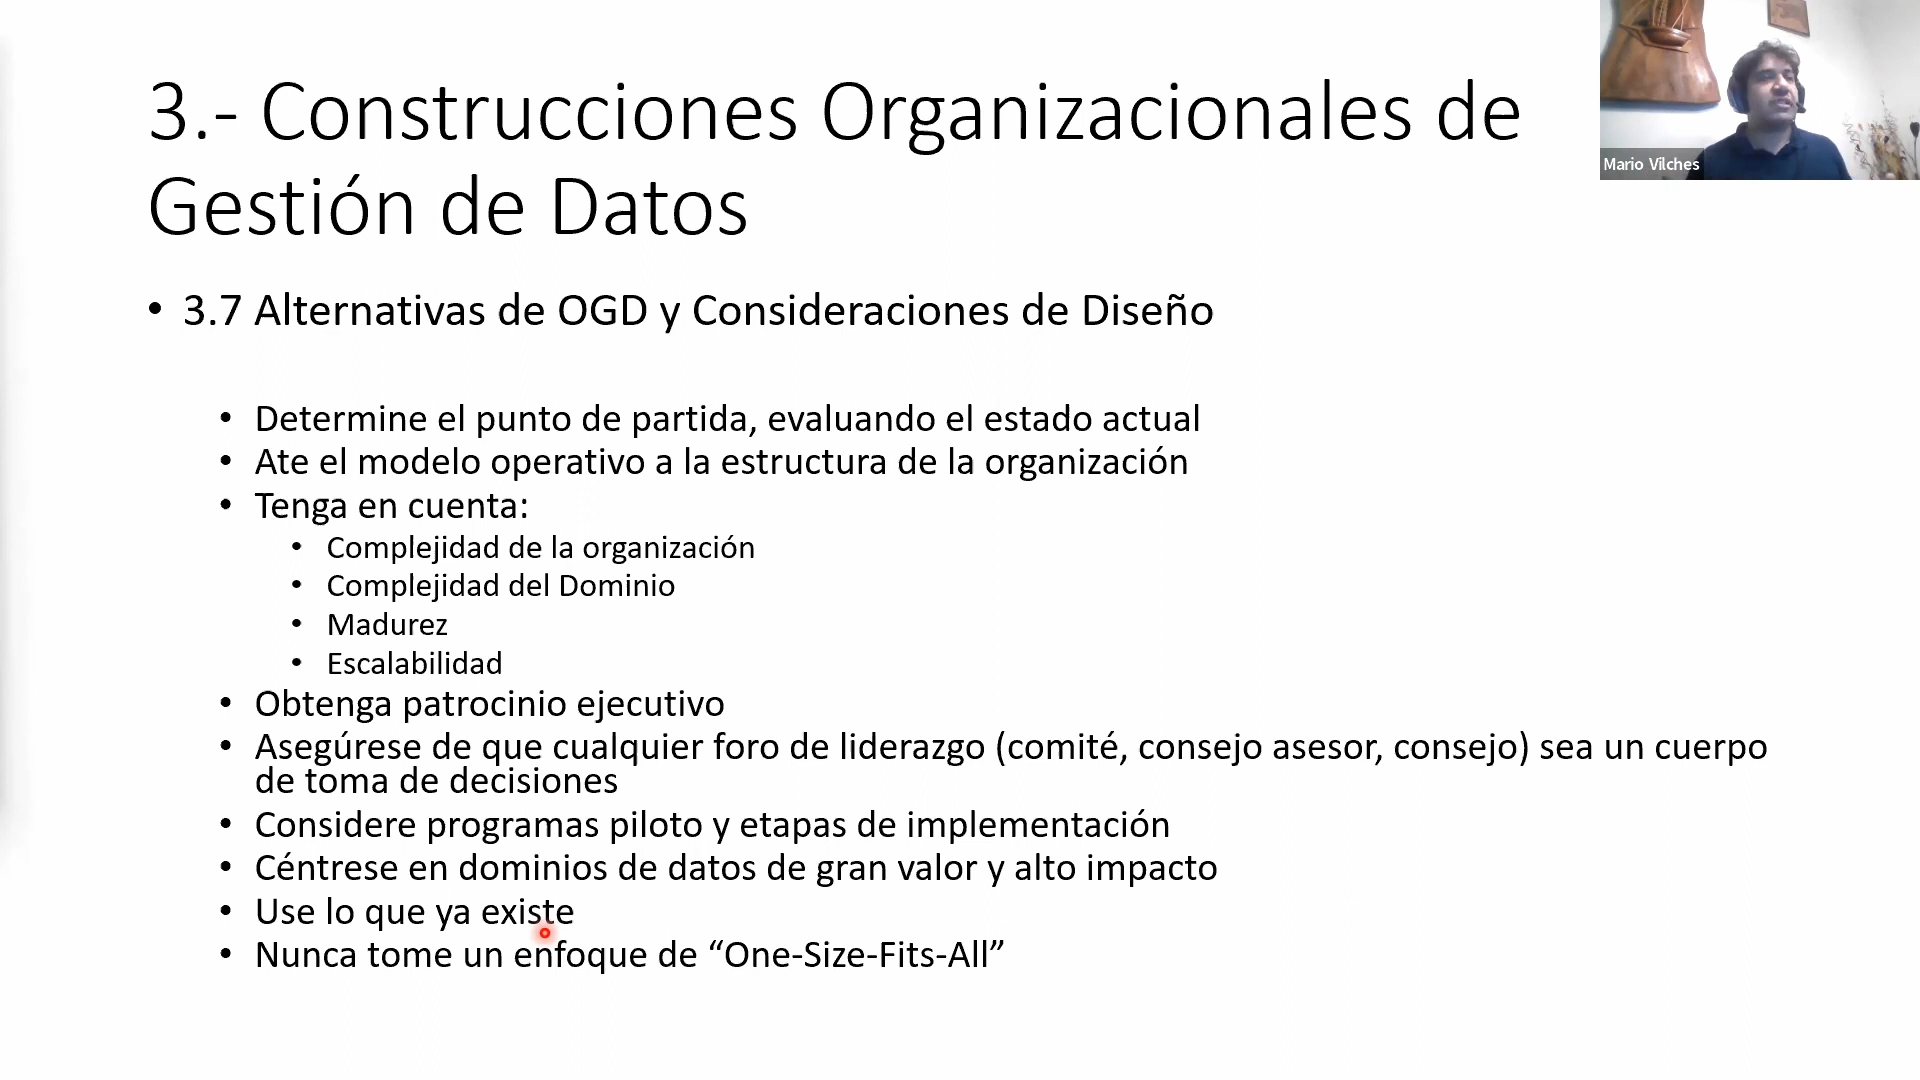 3.- Construcciones Organizacionales de
Gestión de Datos
Mario Vilches
• 3.7 Alternativas de OGD y Consideraciones de Diseño
• Determine el punto de partida, evaluando el estado actual
• Ate el modelo operativo a la estructura de la organización
• Tenga en cuenta:
• Complejidad de la organización
• Complejidad del Dominio
• Madurez
• Escalabilidad
• Obtenga patrocinio ejecutivo
• Asegúrese de que cualquier foro de liderazgo (comité, consejo asesor, consejo) sea un cuerpo
de toma de decisiones
• Considere programas piloto y etapas de implementación
• Céntrese en dominios de datos de gran valor y alto impacto
• Use lo que ya existe
• Nunca tome un enfoque de “One-Size-Fits-All”